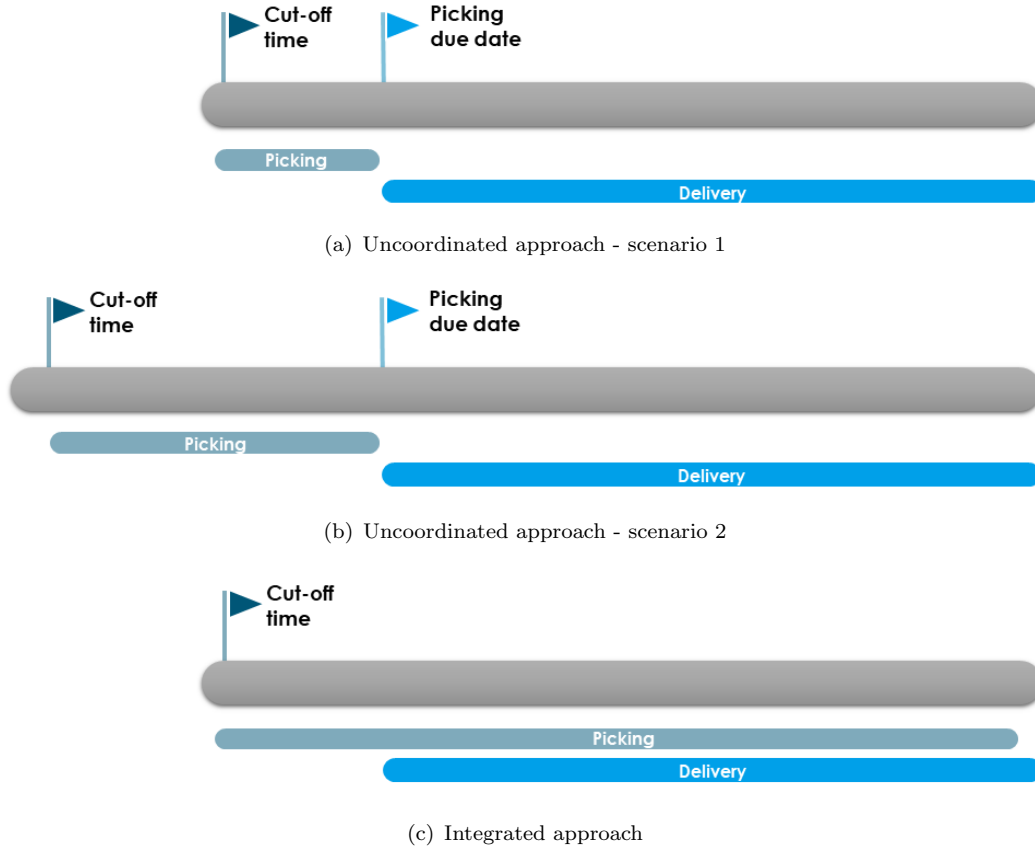 Cut-off
time
Picking
due date
Picking
Delivery
(a) Uncoordinated approach - scenario 1
Cut-off
time
Picking
due date
Picking
Delivery
(b) Uncoordinated approach - scenario 2
Cut-off
time
Picking
Delivery
(c) Integrated approach